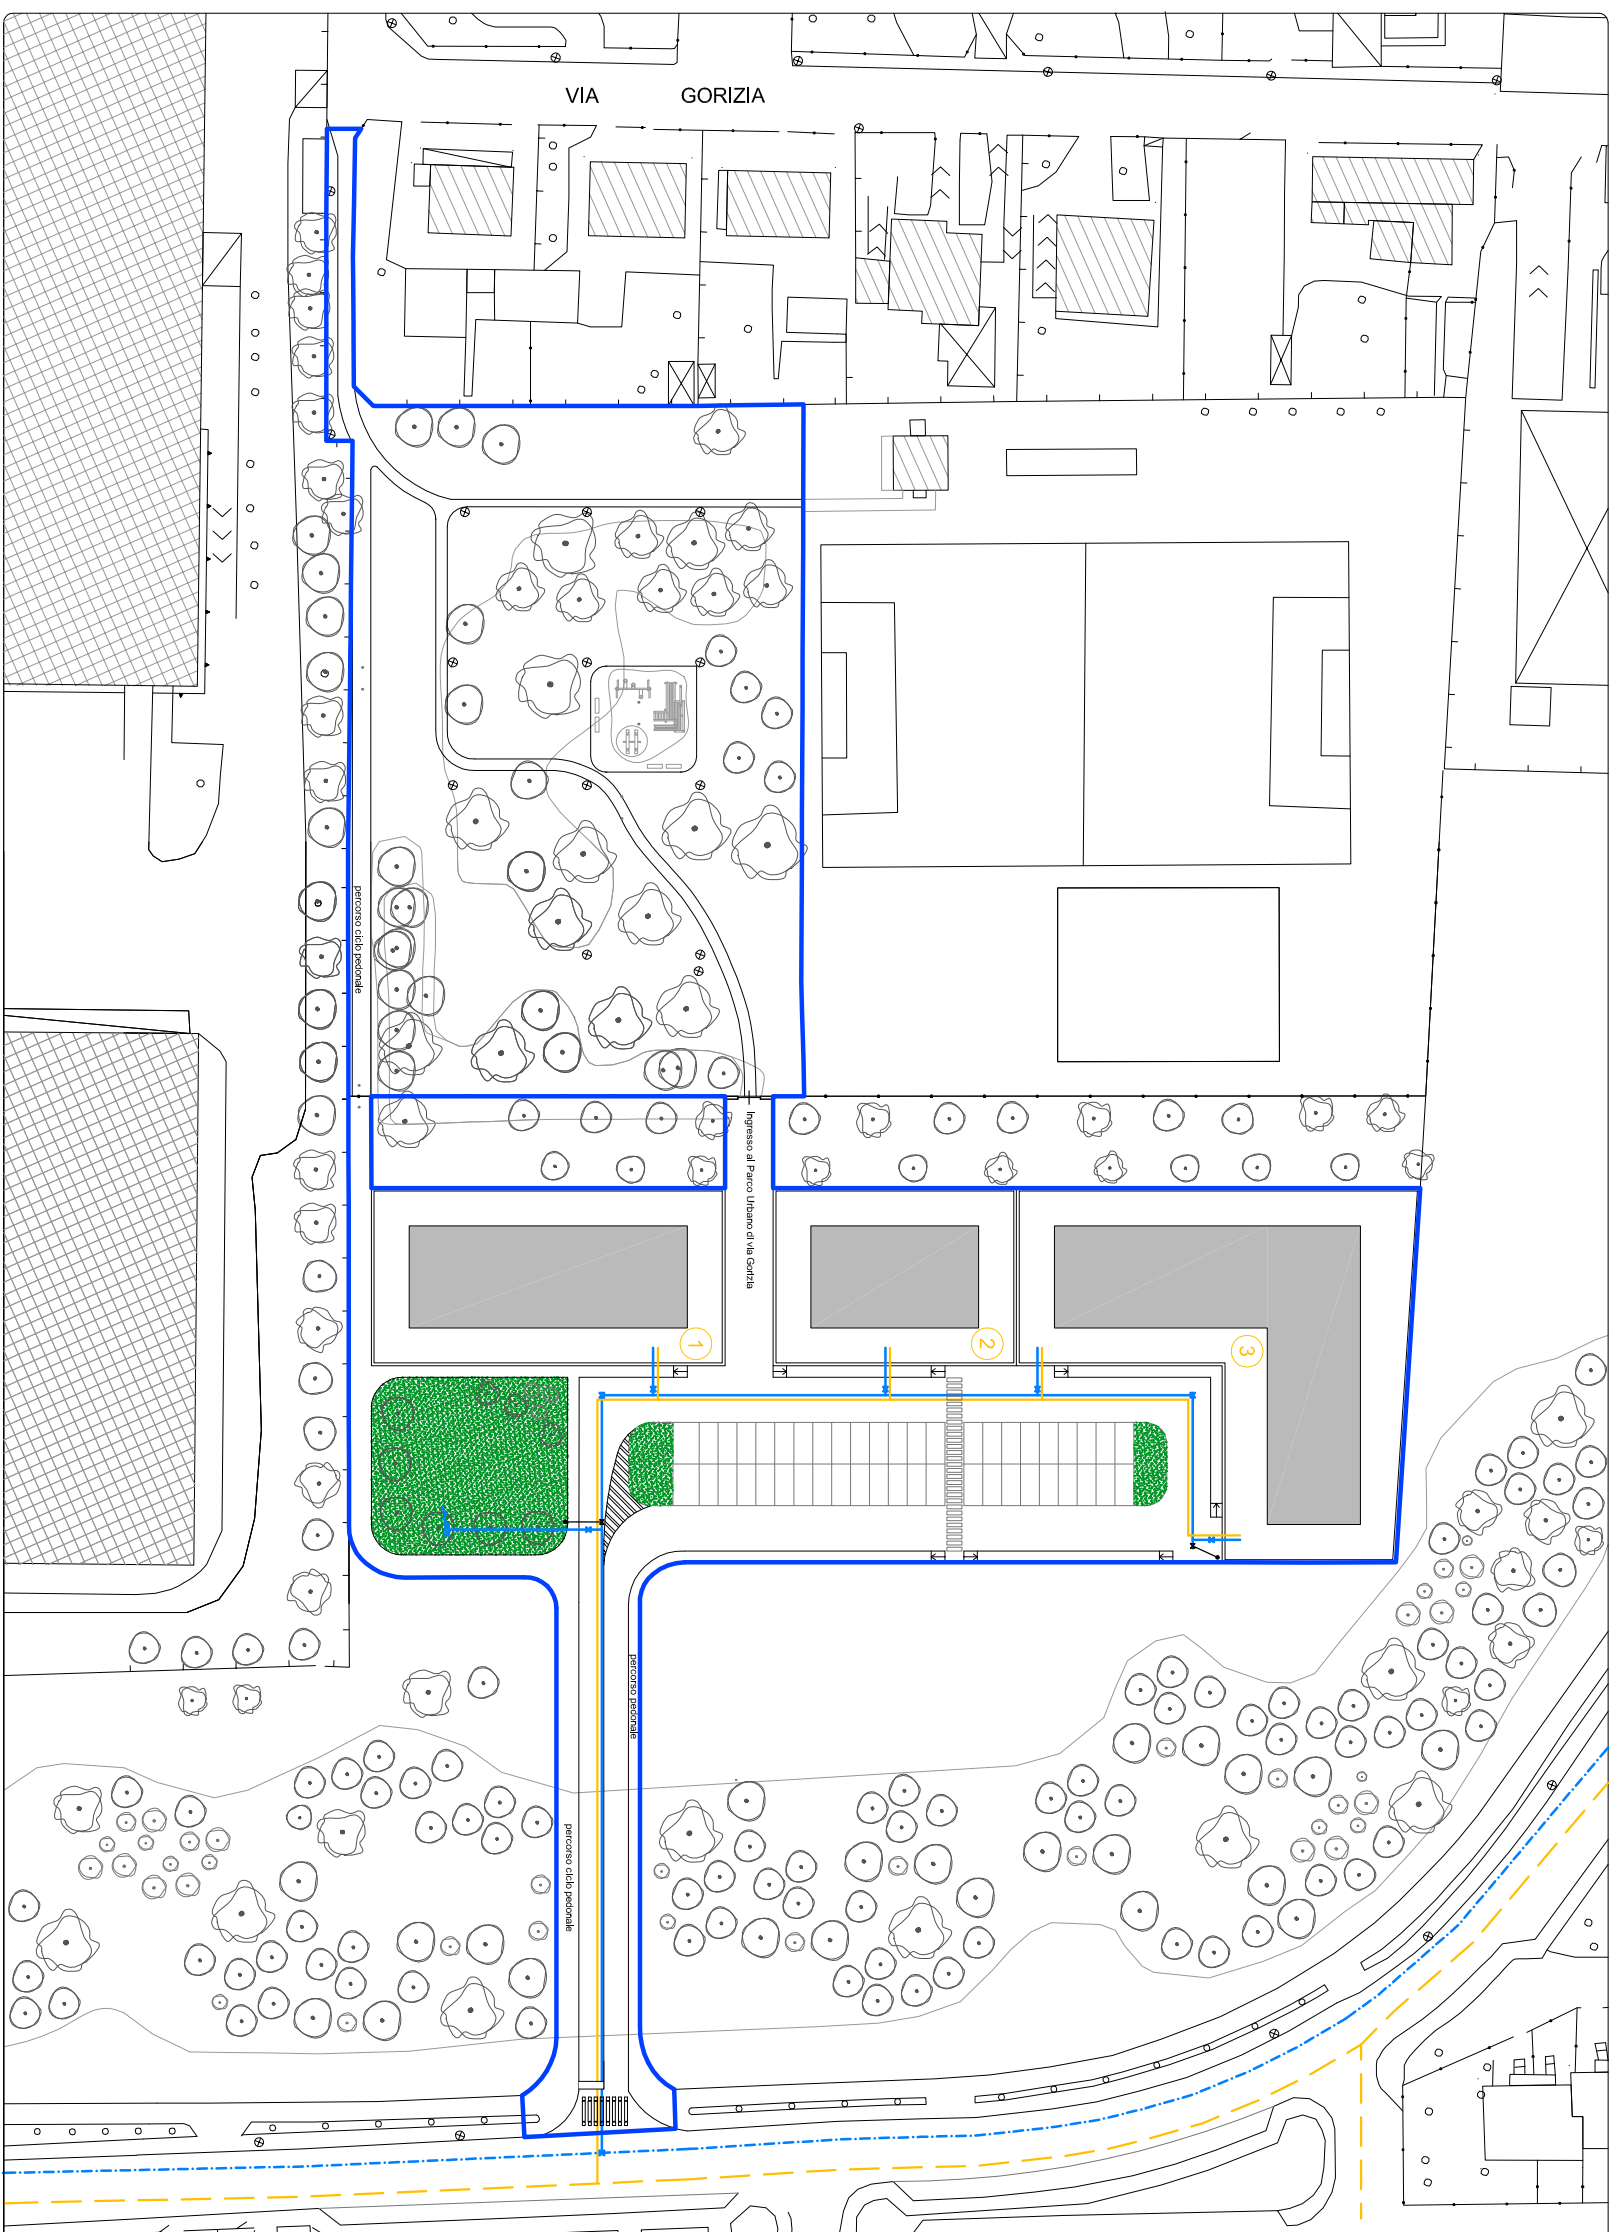 VIA GORIZIA
percorso ciclo pedonale
Ingresso al Parco Urbano di via Gorizia
1
2
3
percorso pedonale
percorso ciclo pedonale